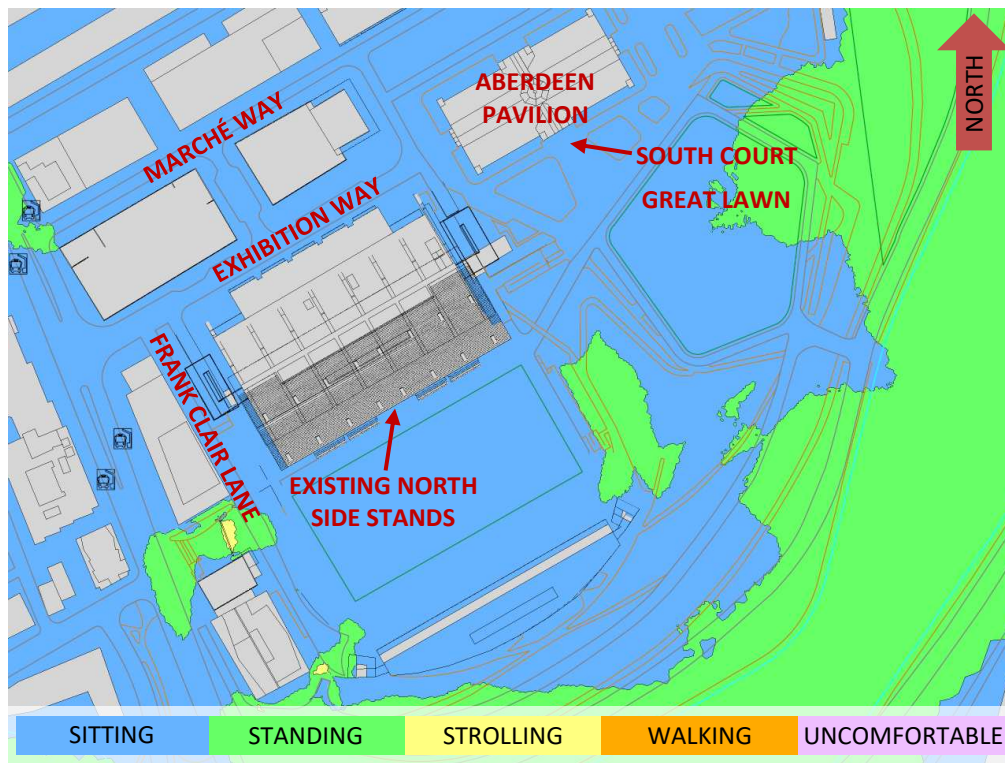 ABERDEEN
PAVILION
NORTH
MARCHÉ WAY
SOUTH COURT
GREAT LAWN
EXHIBITION WAY
FRANK CLAIR LANE
EXISTING NORTH
SIDE STANDS
SITTING
STANDING
STROLLING
WALKING
UNCOMFORTABLE